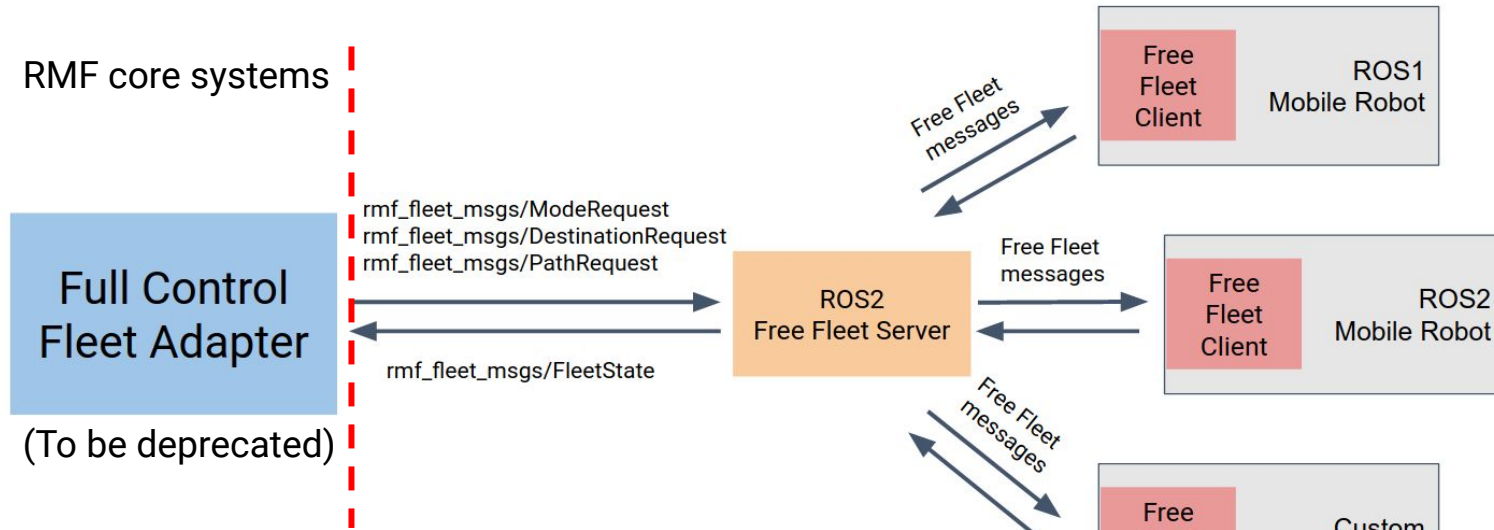 RMF core systems
Full Control
Fleet Adapter
(To be deprecated)
rmf_fleet_msgs/ModeRequest
rmf_fleet_msgs/DestinationRequest
rmf_fleet_msgs/PathRequest
rmf_fleet_msgs/FleetState
ROS2
Free Fleet Server
Free Fleet
messages
Free
Fleet
Client
ROS1
Mobile Robot
Free Fleet
messages
Free
Fleet
Client
ROS2
Mobile Robot
Free Fleet
messages
Free
Custom